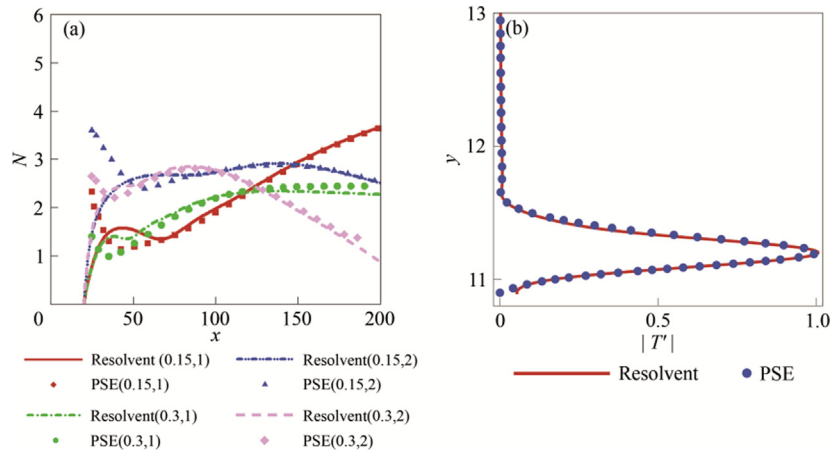 (a)
6
5
4
3
2
1
0
50
100
150
200
N
x
Resolvent (0.15,1)
PSE(0.15,1)
Resolvent(0.15,2)
PSE(0.15,2)
Resolvent(0.3,1)
PSE(0.3,1)
Resolvent(0.3,2)
PSE(0.3,2)
(b)
13
12
11
y
0
0.5
1.0
| T′ |
Resolvent
PSE